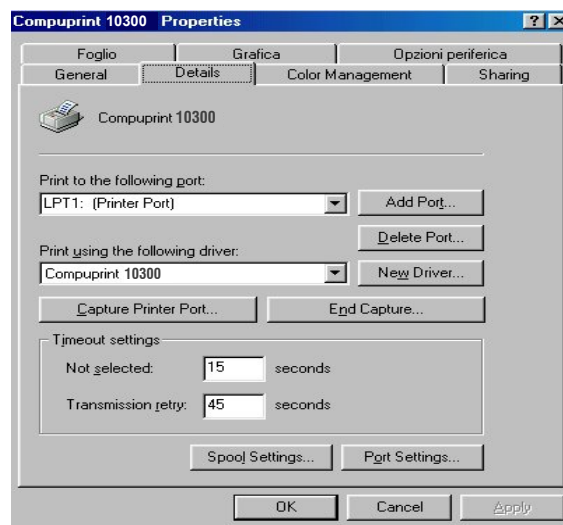 Compuprint 10300 Properties ? X
Foglio Grafica Opzioni periferica
General Details Color Management Sharing
Compuprint 10300
Print to the following port:
LPT1: (Printer Port) Add Port...
Delete Port...
Print using the following driver:
Compuprint 10300 New Driver...
Capture Printer Port... End Capture...
Timeout settings
Not selected: 15 seconds
Transmission retry: 45 seconds
Spool Settings... Port Settings...
OK Cancel Apply